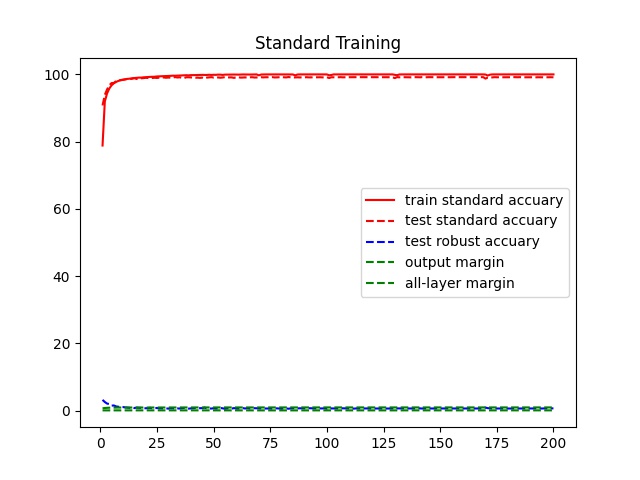 Standard Training
100
80
60
40
20
0
train standard accuary
test standard accuary
test robust accuary
output margin
all-layer margin
0 25 50 75 100 125 150 175 200